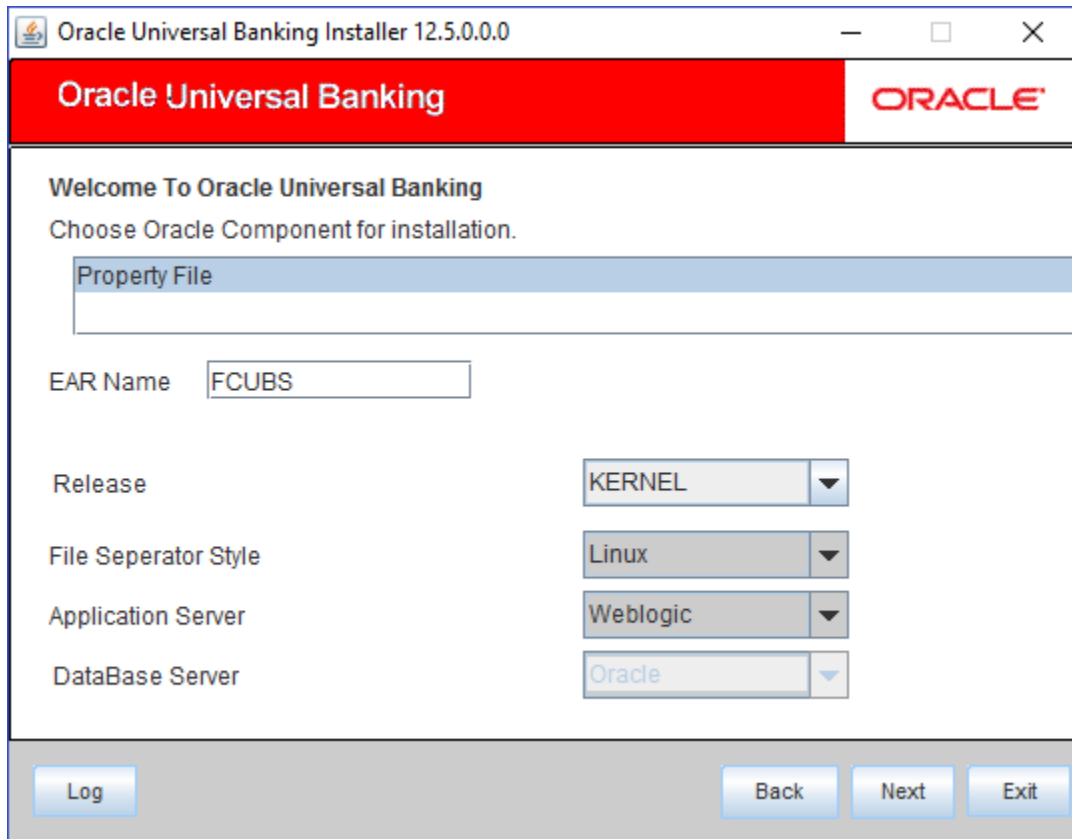 Oracle Universal Banking Installer 12.5.0.0.0
Oracle Universal Banking
ORACLE
Welcome To Oracle Universal Banking
Choose Oracle Component for installation.
Property File
EAR Name FCUBS
Release KERNEL
File Seperator Style Linux
Application Server Weblogic
DataBase Server Oracle
Log Back Next Exit